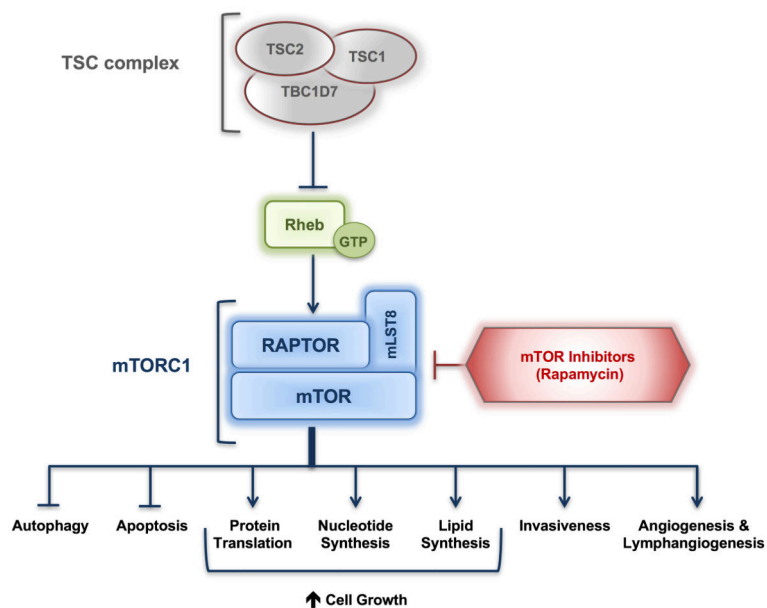 TSC complex
TSC2
TSC1
TBC1D7
Rheb
GTP
mTORC1
RAPTOR
mLST8
mTOR
mTOR Inhibitors
(Rapamycin)
Autophagy
Apoptosis
Protein
Translation
Nucleotide
Synthesis
Lipid
Synthesis
Invasiveness
Angiogenesis &
Lymphangiogenesis
Cell Growth